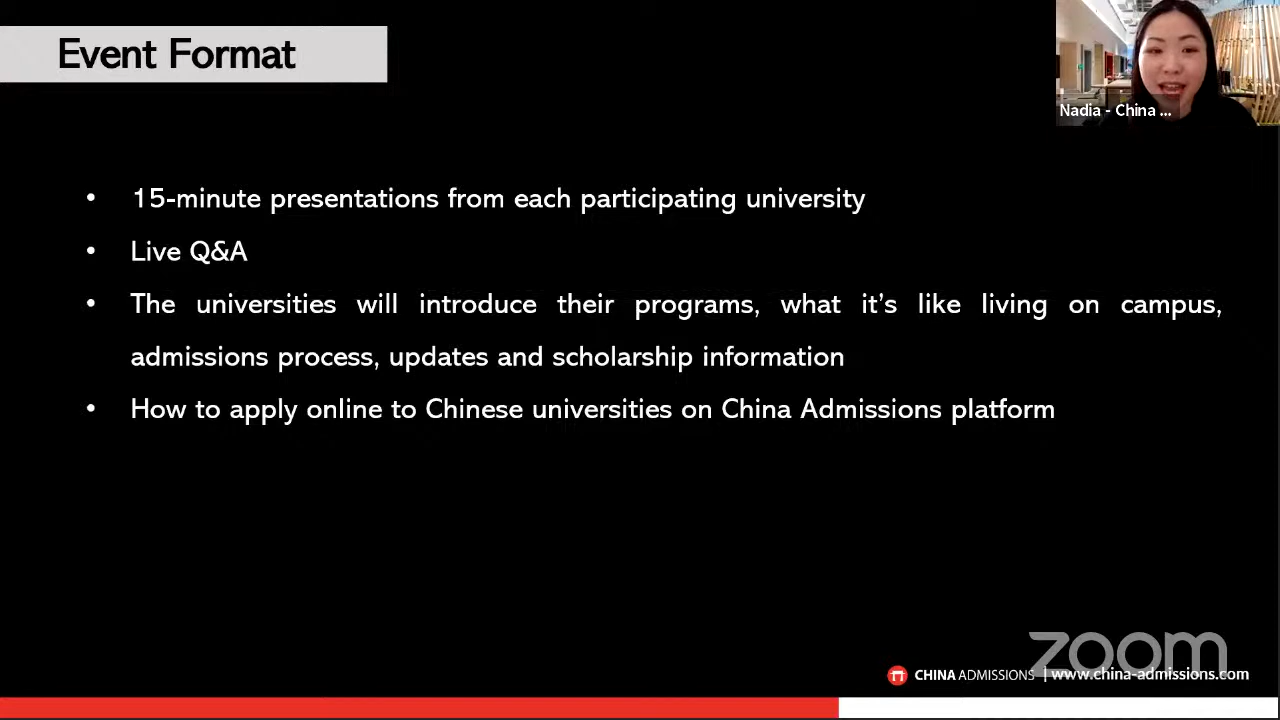 Event Format
Nadia - China ...
• 15-minute presentations from each participating university
• Live Q&A
• The universities will introduce their programs, what it’s like living on campus,
admissions process, updates and scholarship information
• How to apply online to Chinese universities on China Admissions platform
zoom
CHINA ADMISSIONS | www.china-admissions.com